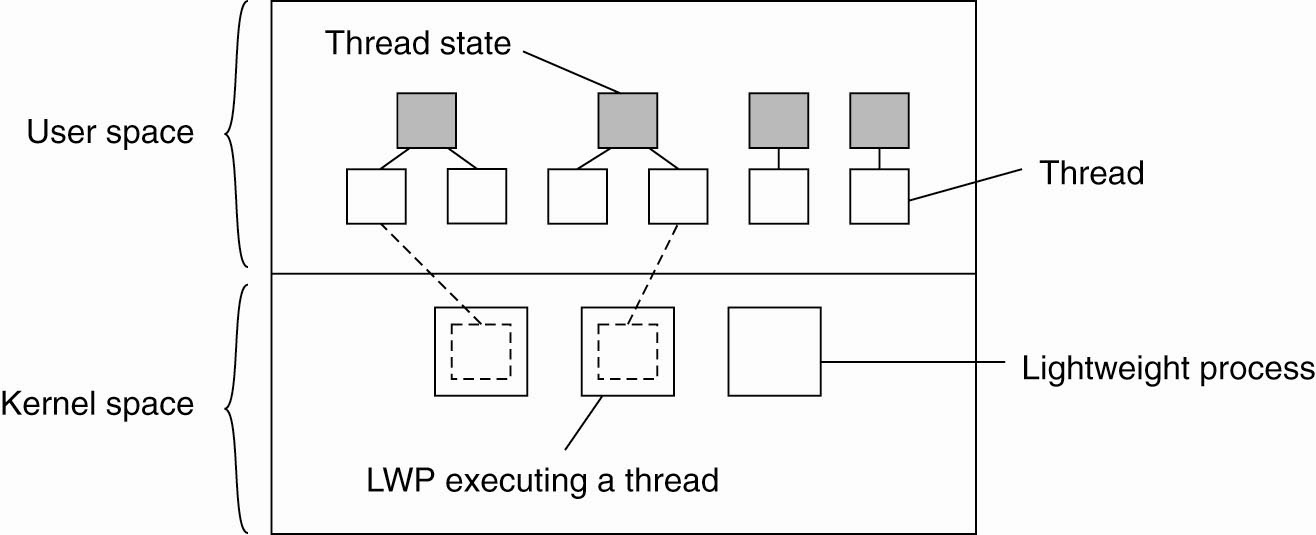 Thread state
User space
Thread
Lightweight process
Kernel space
LWP executing a thread